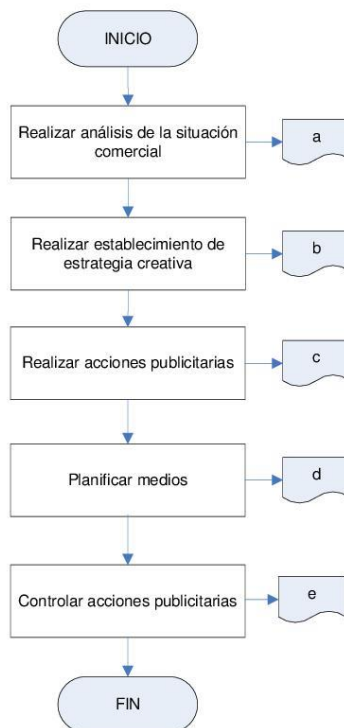 INICIO
Realizar análisis de la situación
comercial
a
Realizar establecimiento de
estrategia creativa
b
Realizar acciones publicitarias
c
Planificar medios
d
Controlar acciones publicitarias
e
FIN